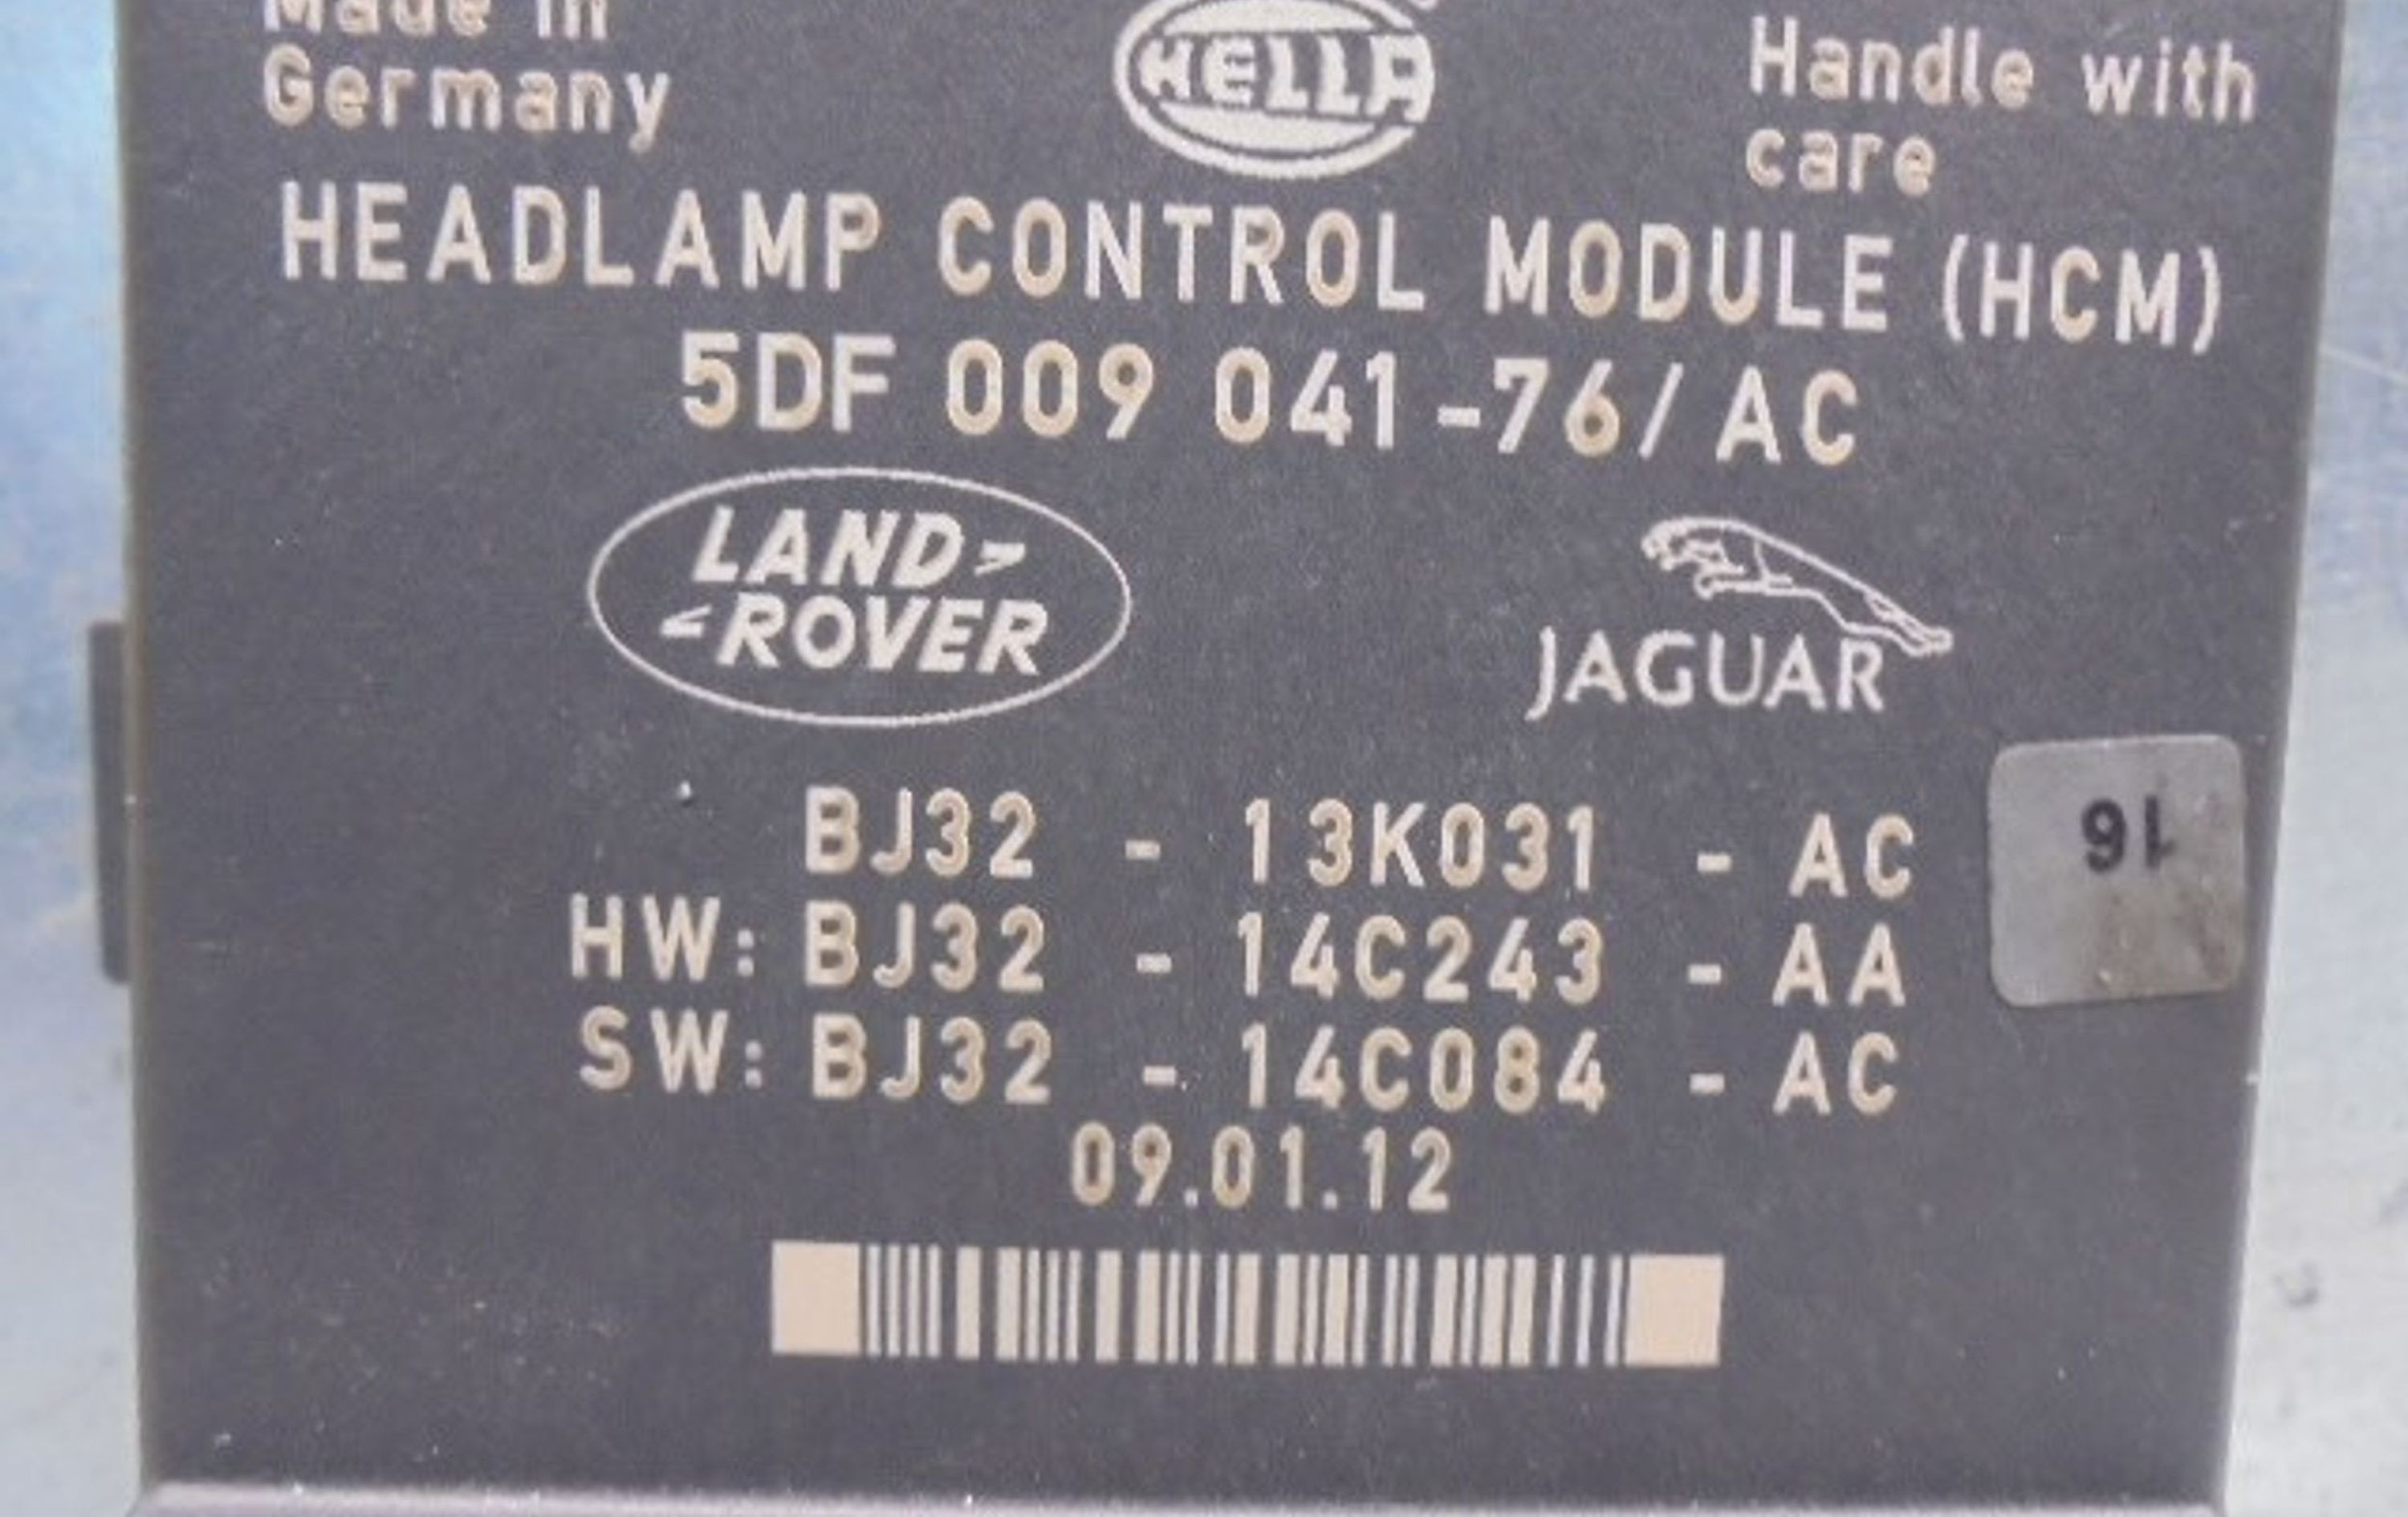 Made in
Germany
HELLA
Handle with
care
HEADLAMP CONTROL MODULE (HCM)
5DF 009 041-76/ AC
LAND
ROVER
JAGUAR
BJ32 - 13K031 - AC
HW: BJ32 - 14C243 - AA
SW: BJ32 - 14C084 - AC
09.01.12
16